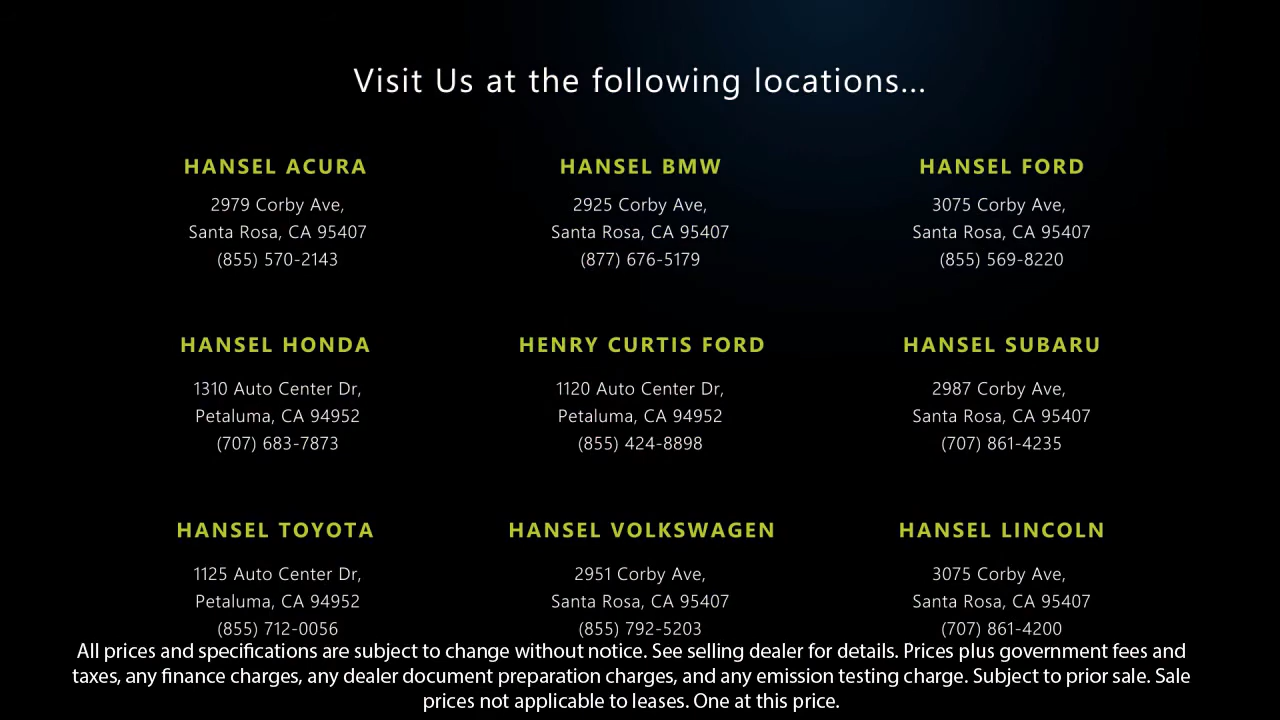 Visit Us at the following locations...
HANSEL ACURA
2979 Corby Ave,
Santa Rosa, CA 95407
(855) 570-2143
HANSEL BMW
2925 Corby Ave,
Santa Rosa, CA 95407
(877) 676-5179
HANSEL FORD
3075 Corby Ave,
Santa Rosa, CA 95407
(855) 569-8220
HANSEL HONDA
1310 Auto Center Dr,
Petaluma, CA 94952
(707) 683-7873
HENRY CURTIS FORD
1120 Auto Center Dr,
Petaluma, CA 94952
(855) 424-8898
HANSEL SUBARU
2987 Corby Ave,
Santa Rosa, CA 95407
(707) 861-4235
HANSEL TOYOTA
1125 Auto Center Dr,
Petaluma, CA 94952
(855) 712-0056
HANSEL VOLKSWAGEN
2951 Corby Ave,
Santa Rosa, CA 95407
(855) 792-5203
HANSEL LINCOLN
3075 Corby Ave,
Santa Rosa, CA 95407
(707) 861-4200
All prices and specifications are subject to change without notice. See selling dealer for details. Prices plus government fees and
taxes, any finance charges, any dealer document preparation charges, and any emission testing charge. Subject to prior sale. Sale
prices not applicable to leases. One at this price.